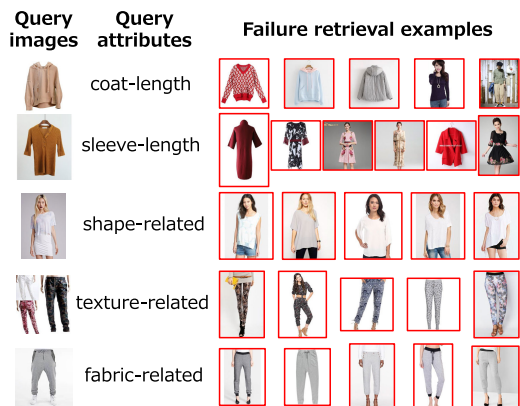 Query images
Query attributes
Failure retrieval examples
coat-length
sleeve-length
shape-related
texture-related
fabric-related